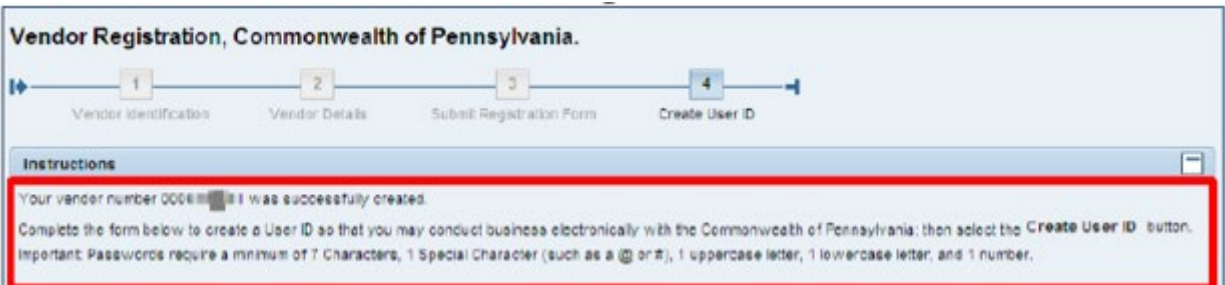 Vendor Registration, Commonwealth of Pennsylvania.
1 2 3 4
Vendor Identification Vendor Details Submit Registration Form Create User ID
Instructions
Your vendor number was successfully created.
Complete the form below to create a User ID so that you may conduct business electronically with the Commonwealth of Pennsylvania; then select the Create User ID button.
Important: Passwords require a minimum of 7 Characters, 1 Special Character (such as a @ or #), 1 uppercase letter, 1 lowercase letter, and 1 number.